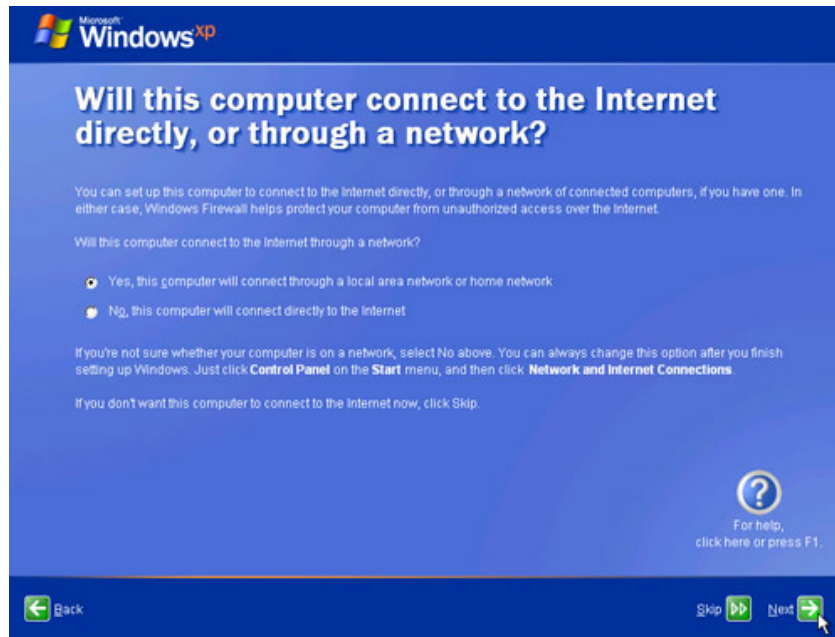 Microsoft
Windows xp
Will this computer connect to the Internet
directly, or through a network?
You can set up this computer to connect to the Internet directly, or through a network of connected computers, if you have one. In
either case, Windows Firewall helps protect your computer from unauthorized access over the Internet.
Will this computer connect to the Internet through a network?
Yes, this computer will connect through a local area network or home network
No, this computer will connect directly to the Internet
If you're not sure whether your computer is on a network, select No above. You can always change this option after you finish
setting up Windows. Just click Control Panel on the Start menu, and then click Network and Internet Connections.
If you don't want this computer to connect to the Internet now, click Skip.
?
For help,
click here or press F1.
Back
Skip
Next